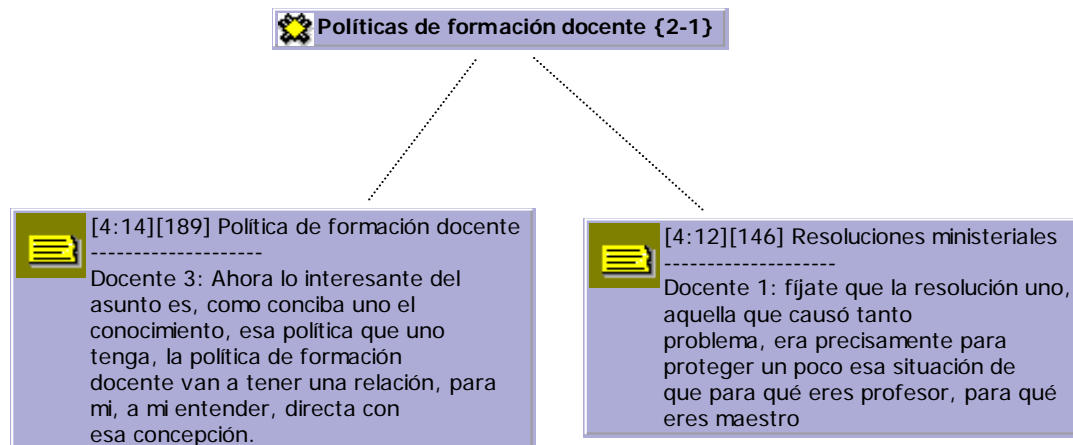 Políticas de formación docente {2-1}
[4:14][189] Política de formación docente
--------------------
Docente 3: Ahora lo interesante del
asunto es, como conciba uno el
conocimiento, esa política que uno
tenga, la política de formación
docente van a tener una relación, para
mi, a mi entender, directa con
esa concepción.
[4:12][146] Resoluciones ministeriales
--------------------
Docente 1: fíjate que la resolución uno,
aquella que causó tanto
problema, era precisamente para
proteger un poco esa situación de
que para qué eres profesor, para qué
eres maestro